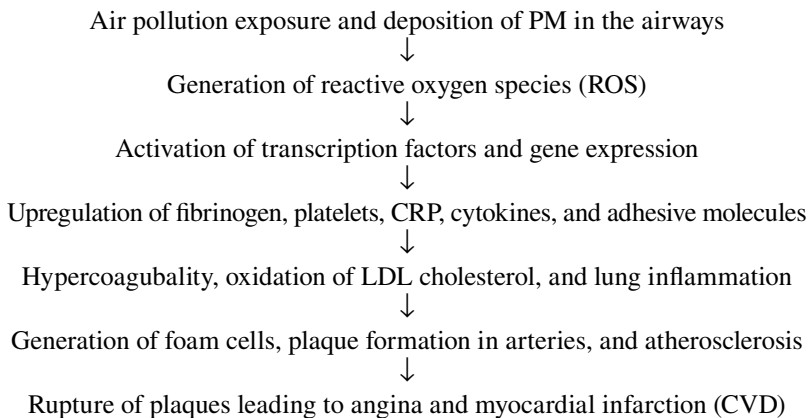 Air pollution exposure and deposition of PM in the airways
↓
Generation of reactive oxygen species (ROS)
↓
Activation of transcription factors and gene expression
↓
Upregulation of fibrinogen, platelets, CRP, cytokines, and adhesive molecules
↓
Hypercoagubality, oxidation of LDL cholesterol, and lung inflammation
↓
Generation of foam cells, plaque formation in arteries, and atherosclerosis
↓
Rupture of plaques leading to angina and myocardial infarction (CVD)